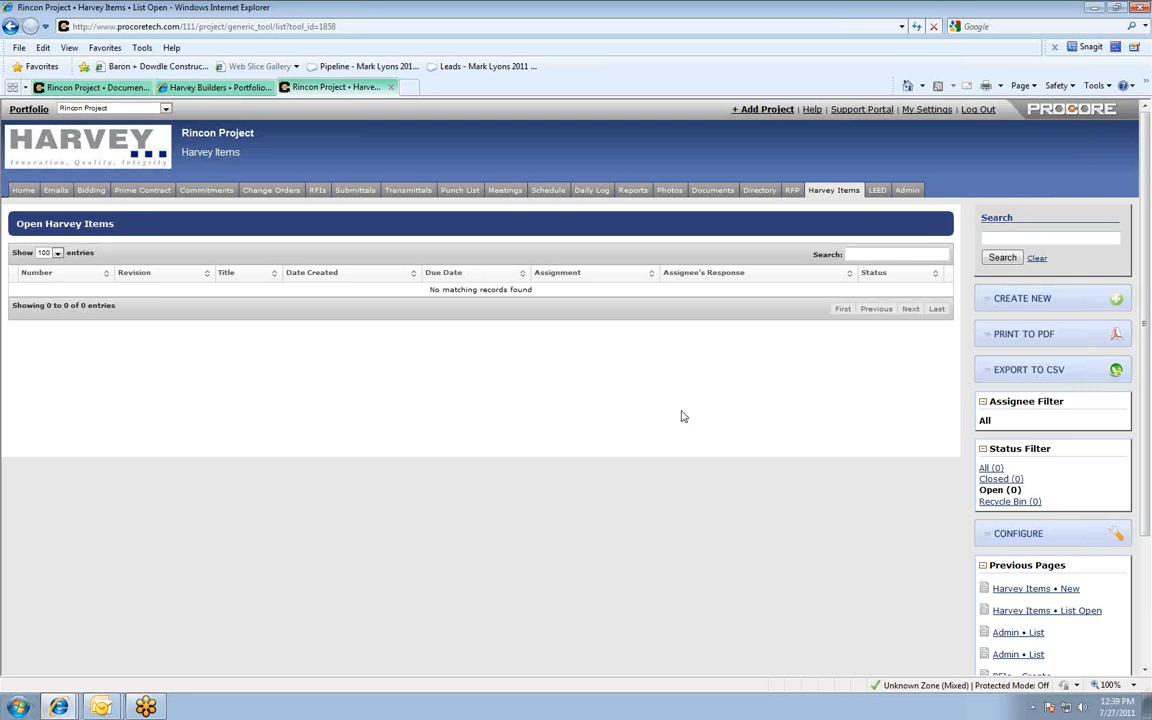 Rincon Project • Harvey Items • List Open - Windows Internet Explorer
http://www.procoretech.com/111/project/generic_tool/list?tool_id=1858
Google
File Edit View Favorites Tools Help
x Snagit
Favorites Baron + Dowdle Construc... Web Slice Gallery Pipeline - Mark Lyons 201... Leads - Mark Lyons 2011 ...
Rincon Project • Documen... Harvey Builders • Portfolio... Rincon Project • Harve... x
Page Safety Tools
Portfolio Rincon Project + Add Project Help Support Portal My Settings Log Out PROCORE
HARVEY
Innovation, Quality, Integrity
Rincon Project
Harvey Items
Home Emails Bidding Prime Contract Commitments Change Orders RFIs Submittals Transmittals Punch List Meetings Schedule Daily Log Reports Photos Documents Directory RFP Harvey Items LEED Admin
Open Harvey Items
Show 100 entries Search:
Number Revision Title Date Created Due Date Assignment Assignee's Response Status
No matching records found
Showing 0 to 0 of 0 entries
First Previous Next Last
Search
Search Clear
» CREATE NEW
» PRINT TO PDF
» EXPORT TO CSV
Assignee Filter
All
Status Filter
All (0)
Closed (0)
Open (0)
Recycle Bin (0)
» CONFIGURE
Previous Pages
Harvey Items • New
Harvey Items • List Open
Admin • List
Admin • List
Unknown Zone (Mixed) | Protected Mode: Off 100%
12:39 PM
7/27/2011